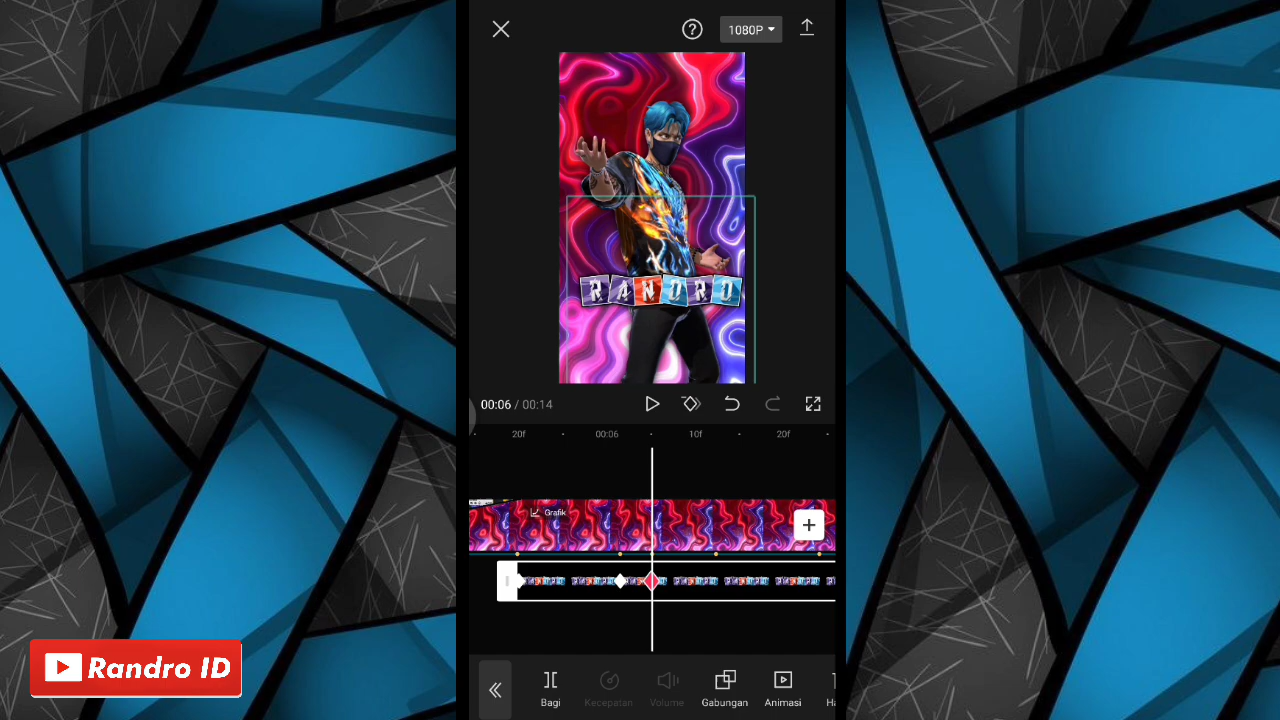 1080P
RANDRO
00:06 / 00:14
20f
00:06
10f
20f
Grafik
Bagi
Kecepatan
Volume
Gabungan
Animasi
Randro ID